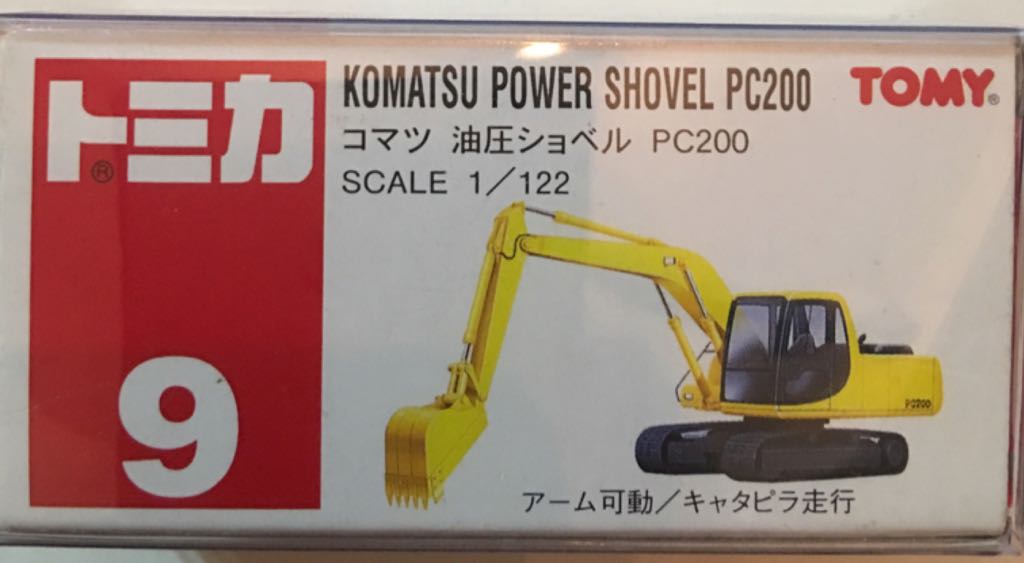 トミカ®
9
KOMATSU POWER SHOVEL PC200
コマツ 油圧ショベル PC200
SCALE 1/122
TOMY®
PC200
アーム可動/キャタピラ走行